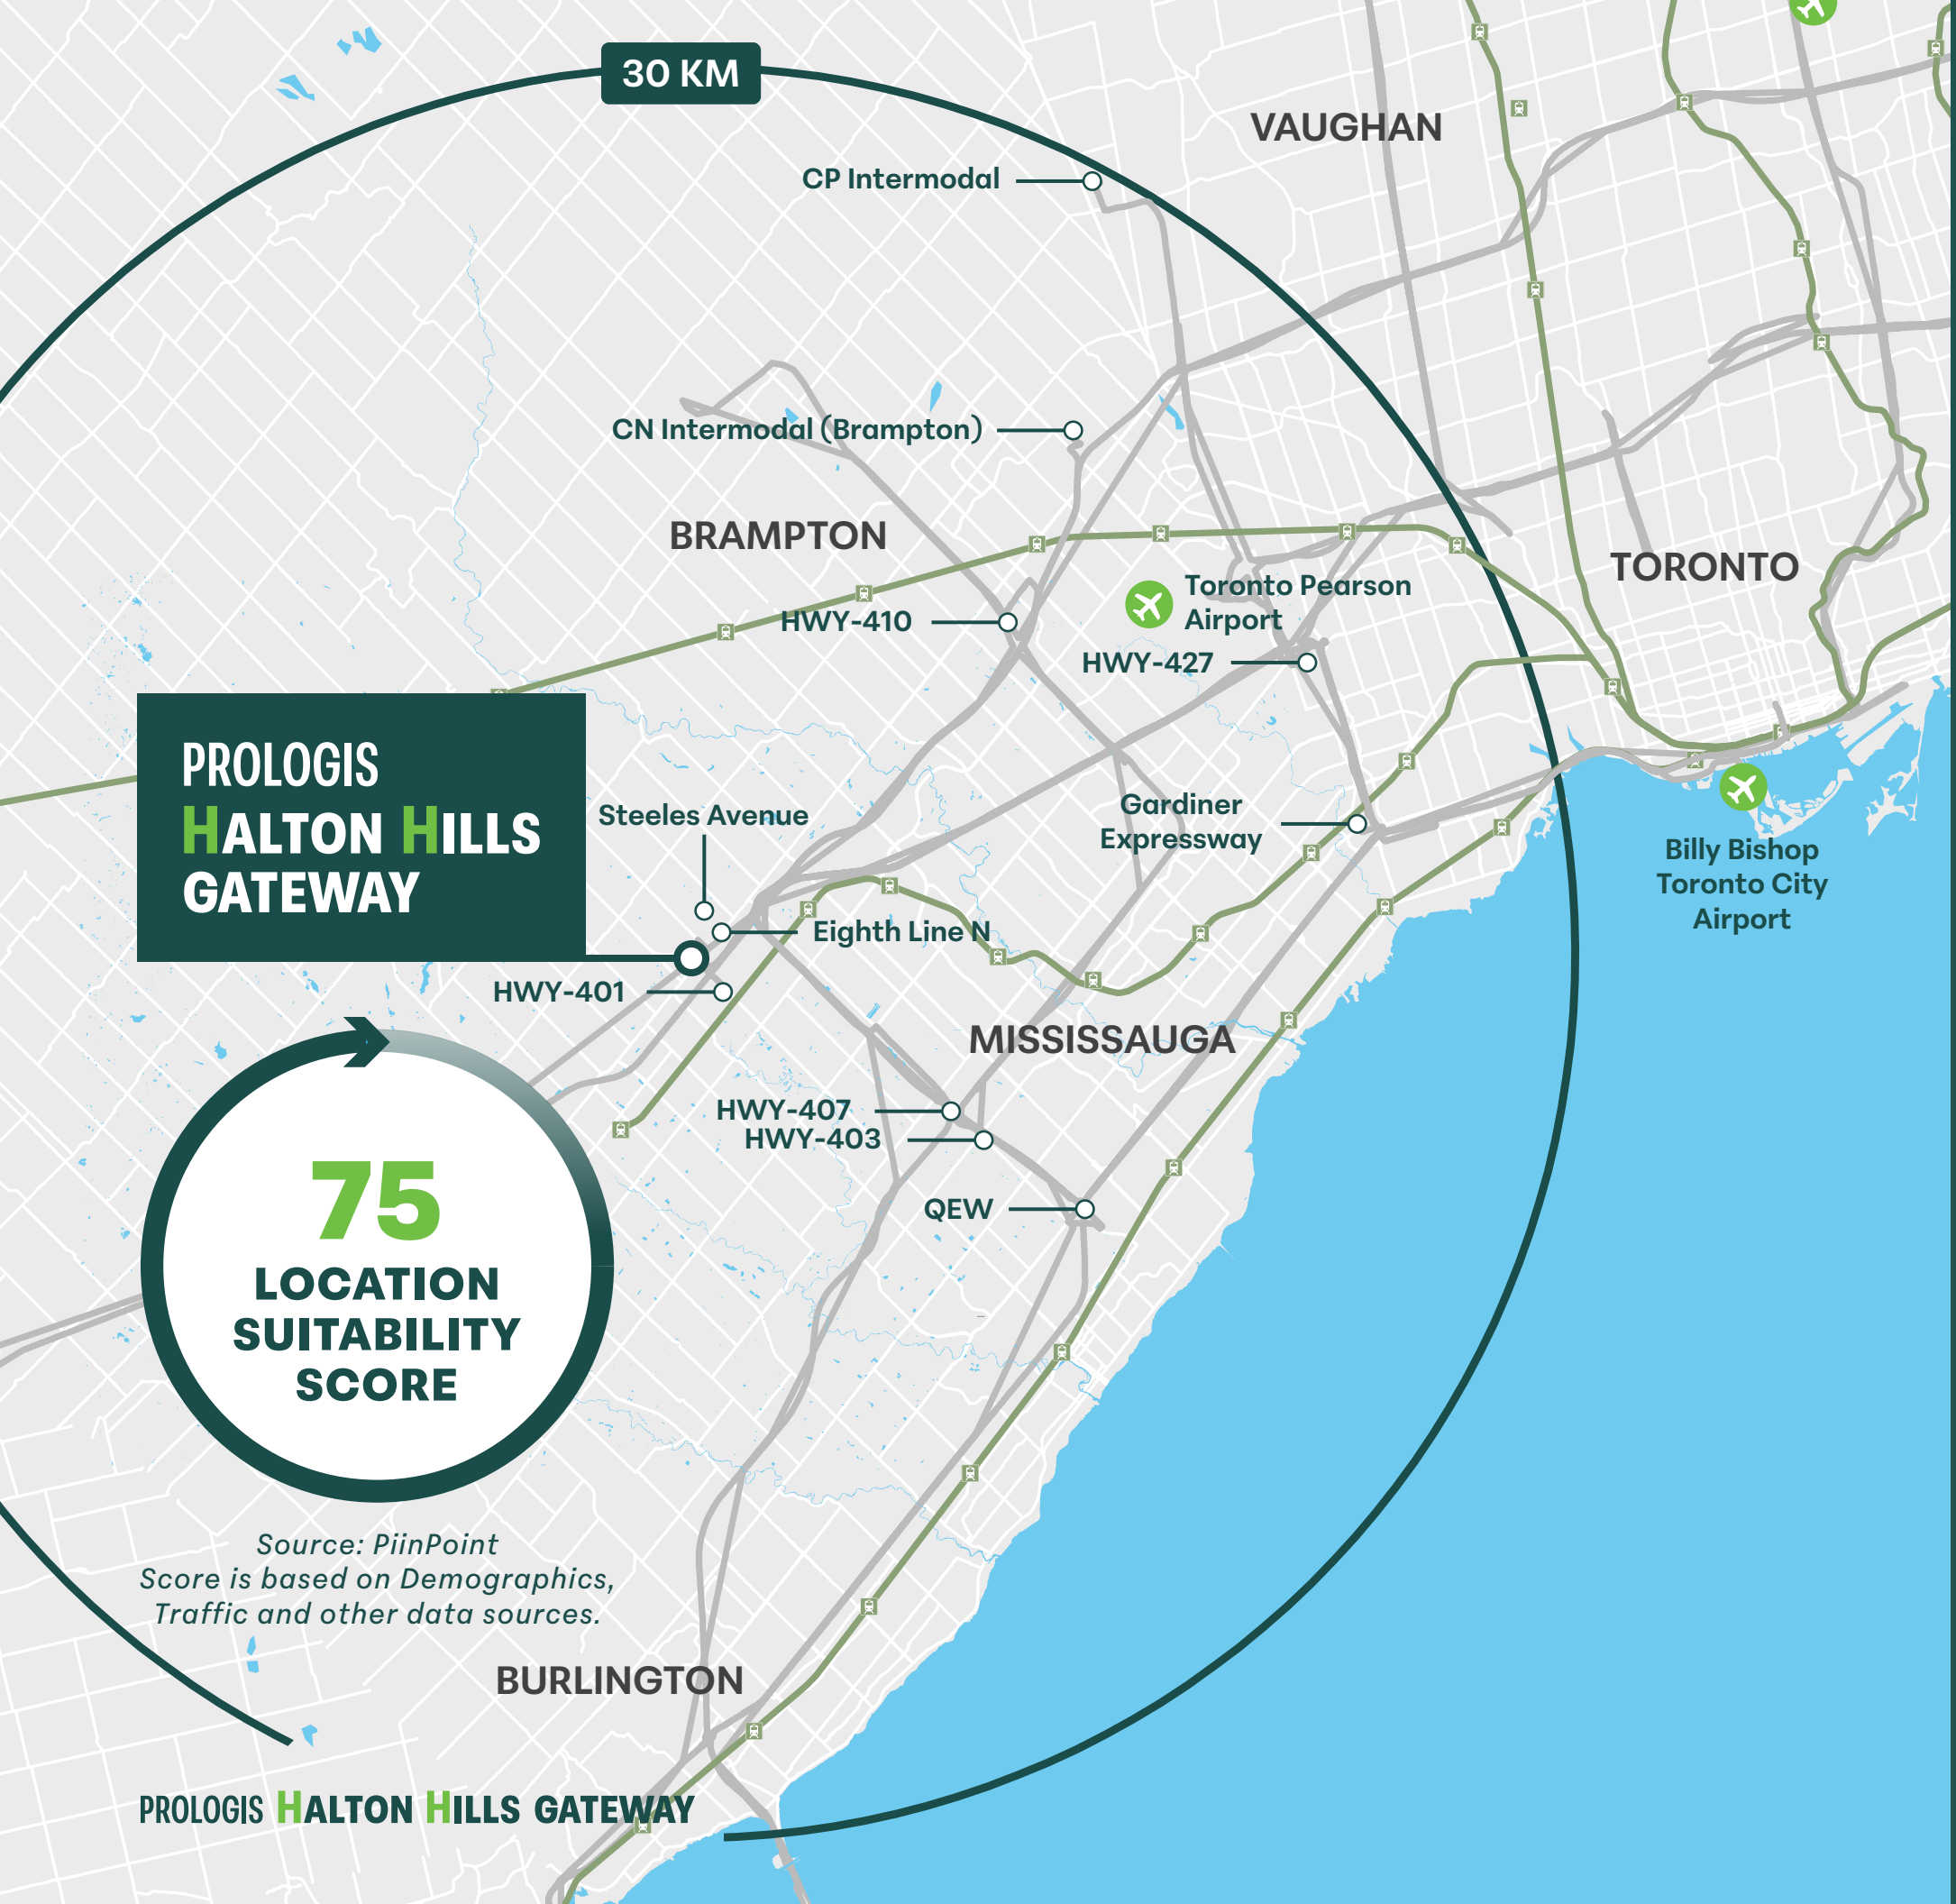 30 KM
VAUGHAN
CP Intermodal
CN Intermodal (Brampton)
BRAMPTON
TORONTO
Toronto Pearson
Airport
HWY-410
HWY-427
PROLOGIS
HALTON HILLS
GATEWAY
Steeles Avenue
Gardiner
Expressway
Billy Bishop
Toronto City
Airport
Eighth Line N
HWY-401
MISSISSAUGA
HWY-407
HWY-403
QEW
75
LOCATION
SUITABILITY
SCORE
Source: PiinPoint
Score is based on Demographics,
Traffic and other data sources.
BURLINGTON
PROLOGIS HALTON HILLS GATEWAY